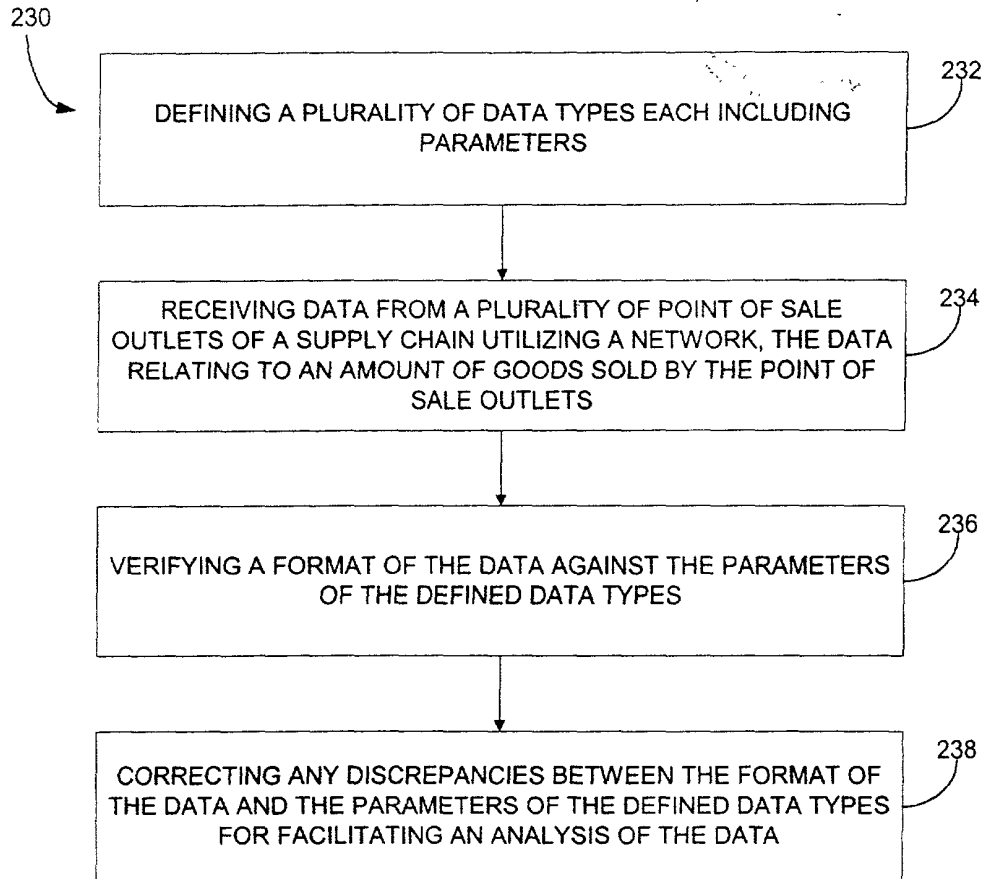 230
232
DEFINING A PLURALITY OF DATA TYPES EACH INCLUDING
PARAMETERS
234
RECEIVING DATA FROM A PLURALITY OF POINT OF SALE
OUTLETS OF A SUPPLY CHAIN UTILIZING A NETWORK, THE DATA
RELATING TO AN AMOUNT OF GOODS SOLD BY THE POINT OF
SALE OUTLETS
236
VERIFYING A FORMAT OF THE DATA AGAINST THE PARAMETERS
OF THE DEFINED DATA TYPES
238
CORRECTING ANY DISCREPANCIES BETWEEN THE FORMAT OF
THE DATA AND THE PARAMETERS OF THE DEFINED DATA TYPES
FOR FACILITATING AN ANALYSIS OF THE DATA